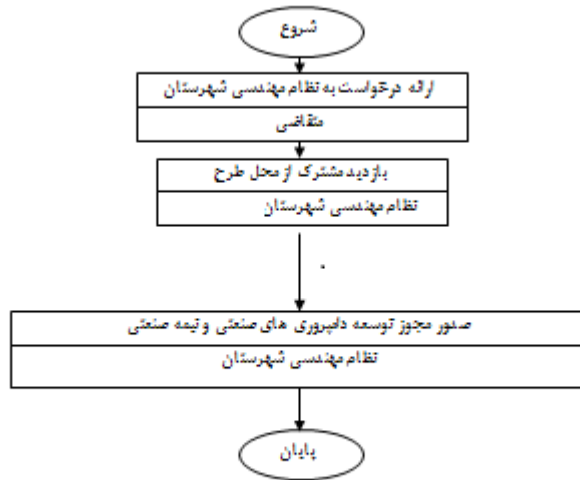 شروع
ارائه درخواست به نظام مهندسی شهرستان
متقاضی
بازدید مشترک از محل طرح
نظام مهندسی شهرستان
صدور مجوز توسعه دامپروری های صنعتی و نیمه صنعتی
نظام مهندسی شهرستان
پایان